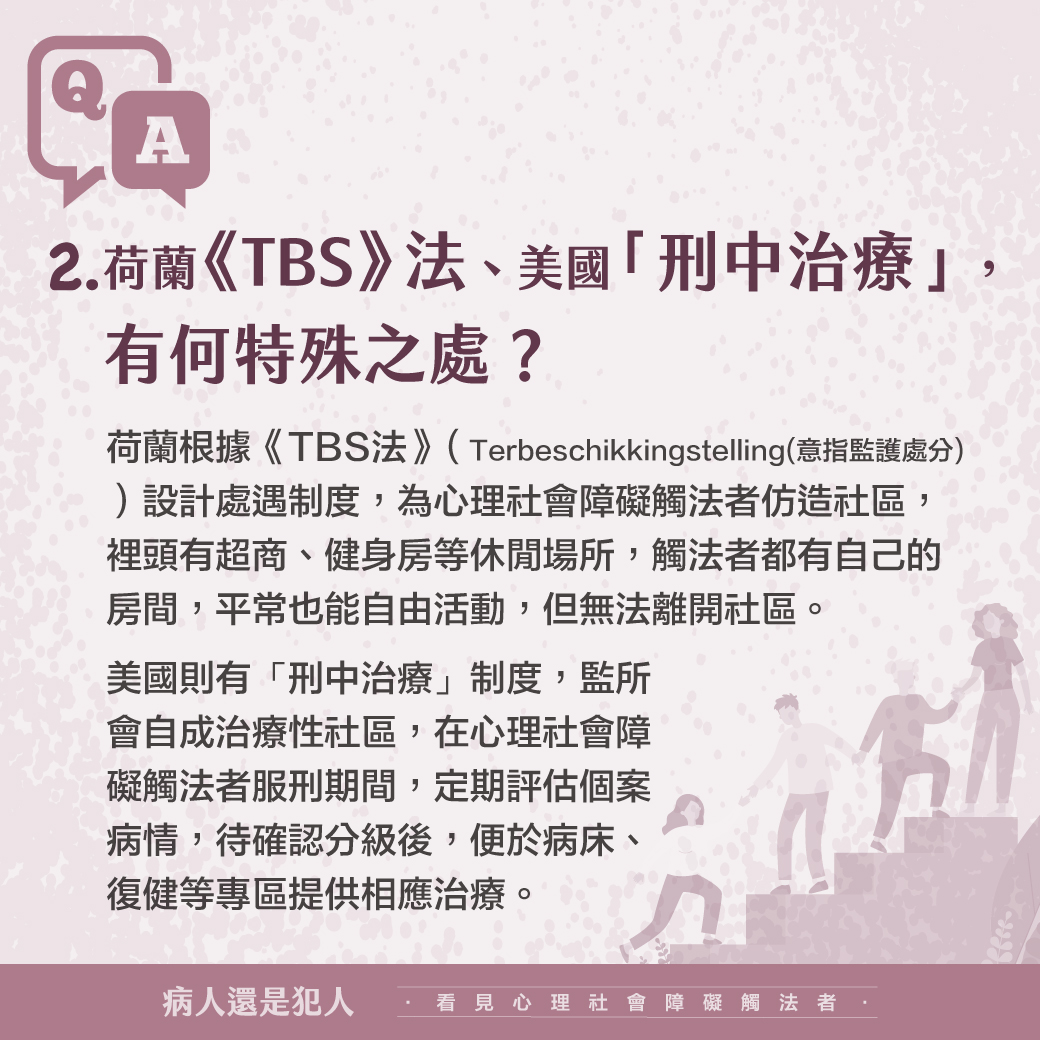 Q
A
2.荷蘭《TBS》法、美國「刑中治療」，
有何特殊之處？
荷蘭根據《TBS法》（Terbeschikkingstelling(意指監護處分)
）設計處遇制度，為心理社會障礙觸法者仿造社區，
裡頭有超商、健身房等休閒場所，觸法者都有自己的
房間，平常也能自由活動，但無法離開社區。
美國則有「刑中治療」制度，監所
會自成治療性社區，在心理社會障
礙觸法者服刑期間，定期評估個案
病情，待確認分級後，便於病床、
復健等專區提供相應治療。
病人還是犯人
·看見心理社會障礙觸法者·